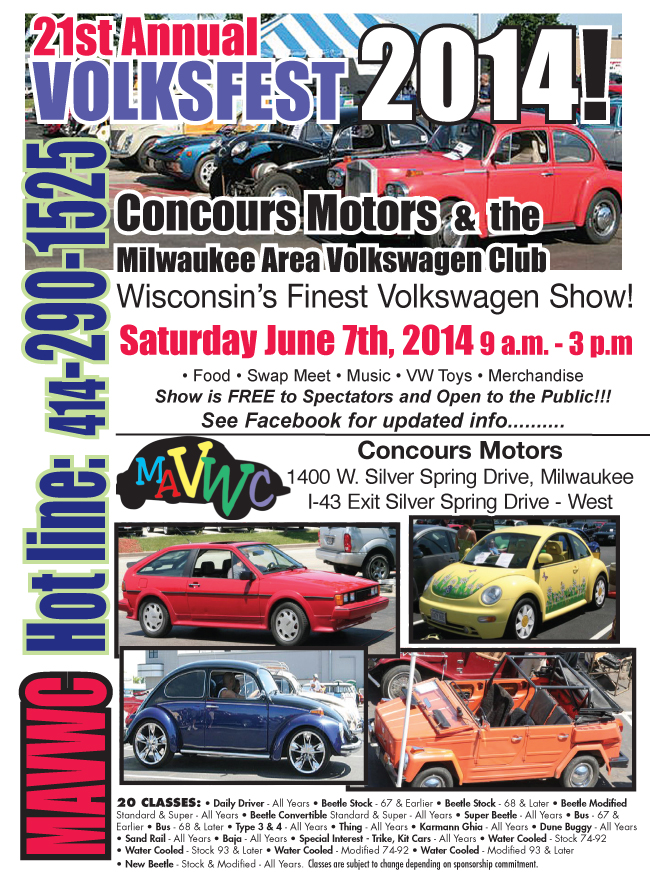 21st Annual
VOLKSFEST 2014!
Concours Motors & the
Milwaukee Area Volkswagen Club
Wisconsin's Finest Volkswagen Show!
Saturday June 7th, 2014 9 a.m. - 3 p.m
• Food • Swap Meet • Music • VW Toys • Merchandise
Show is FREE to Spectators and Open to the Public!!!
See Facebook for updated info..........
MAVWC Hot line: 414-290-1525
MAVWC
Concours Motors
1400 W. Silver Spring Drive, Milwaukee
I-43 Exit Silver Spring Drive - West
20 CLASSES: • Daily Driver - All Years • Beetle Stock - 67 & Earlier • Beetle Stock - 68 & Later • Beetle Modified
Standard & Super - All Years • Beetle Convertible Standard & Super - All Years • Super Beetle - All Years • Bus - 67 &
Earlier • Bus - 68 & Later • Type 3 & 4 - All Years • Thing - All Years • Karmann Ghia - All Years • Dune Buggy - All Years
• Sand Rail - All Years • Baja - All Years • Special Interest - Trike, Kit Cars - All Years • Water Cooled - Stock 74-92
• Water Cooled - Stock 93 & Later • Water Cooled - Modified 74-92 • Water Cooled - Modified 93 & Later
• New Beetle - Stock & Modified - All Years. Classes are subject to change depending on sponsorship commitment.